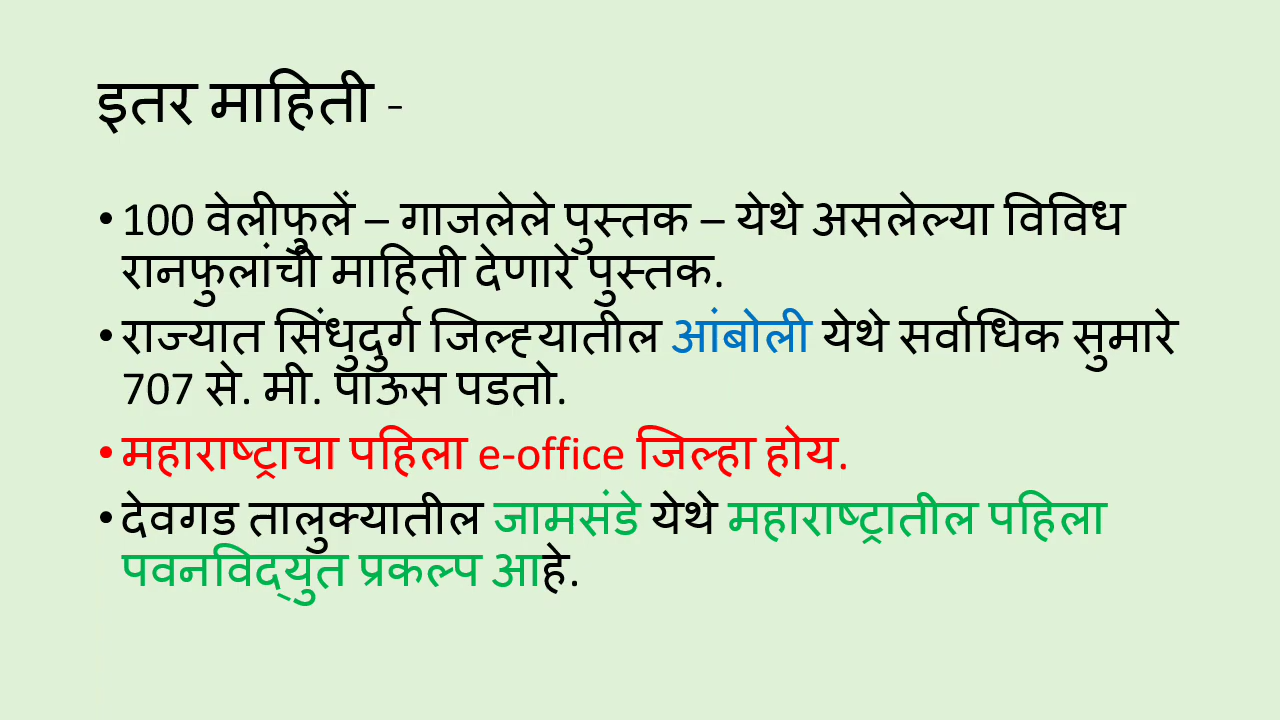 इतर माहिती -
• 100 वेलीफुलें – गाजलेले पुस्तक – येथे असलेल्या विविध
रानफुलांची माहिती देणारे पुस्तक.
• राज्यात सिंधुदुर्ग जिल्ह्यातील आंबोली येथे सर्वाधिक सुमारे
707 से. मी. पाऊस पडतो.
• महाराष्ट्राचा पहिला e-office जिल्हा होय.
• देवगड तालुक्यातील जामसंडे येथे महाराष्ट्रातील पहिला
पवनविद्युत प्रकल्प आहे.